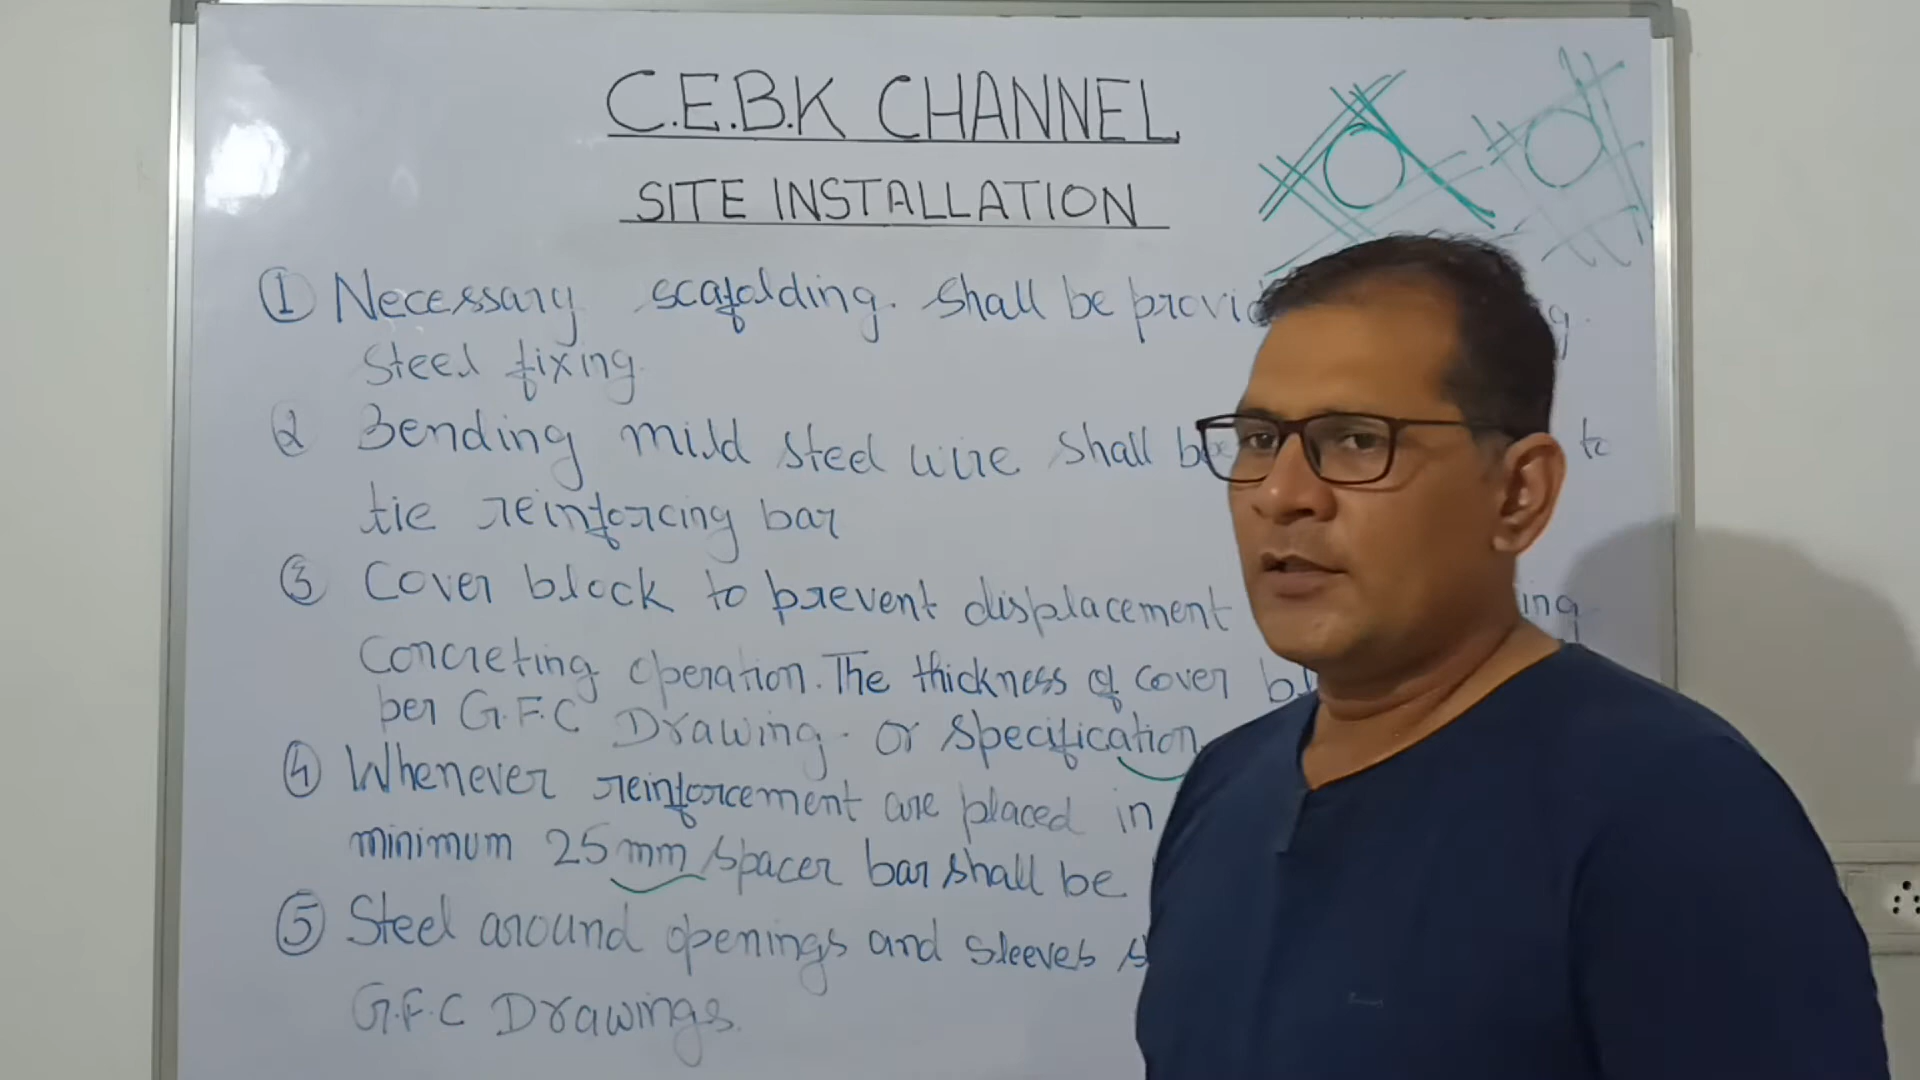 C.E.B.K CHANNEL
SITE INSTALLATION
① Necessary scafolding. Shall be
steel fixing.
② Bending mild steel wire shall to
tie reinforcing bar
③ Cover block to prevent displacement
concreting operation. The thickness of cover
per G.F.C Drawing. or specification
④ Whenever reinforcement are placed in
minimum 25mm spacer bar shall be
⑤ Steel around openings and sleeves
G.F.C Drawings.